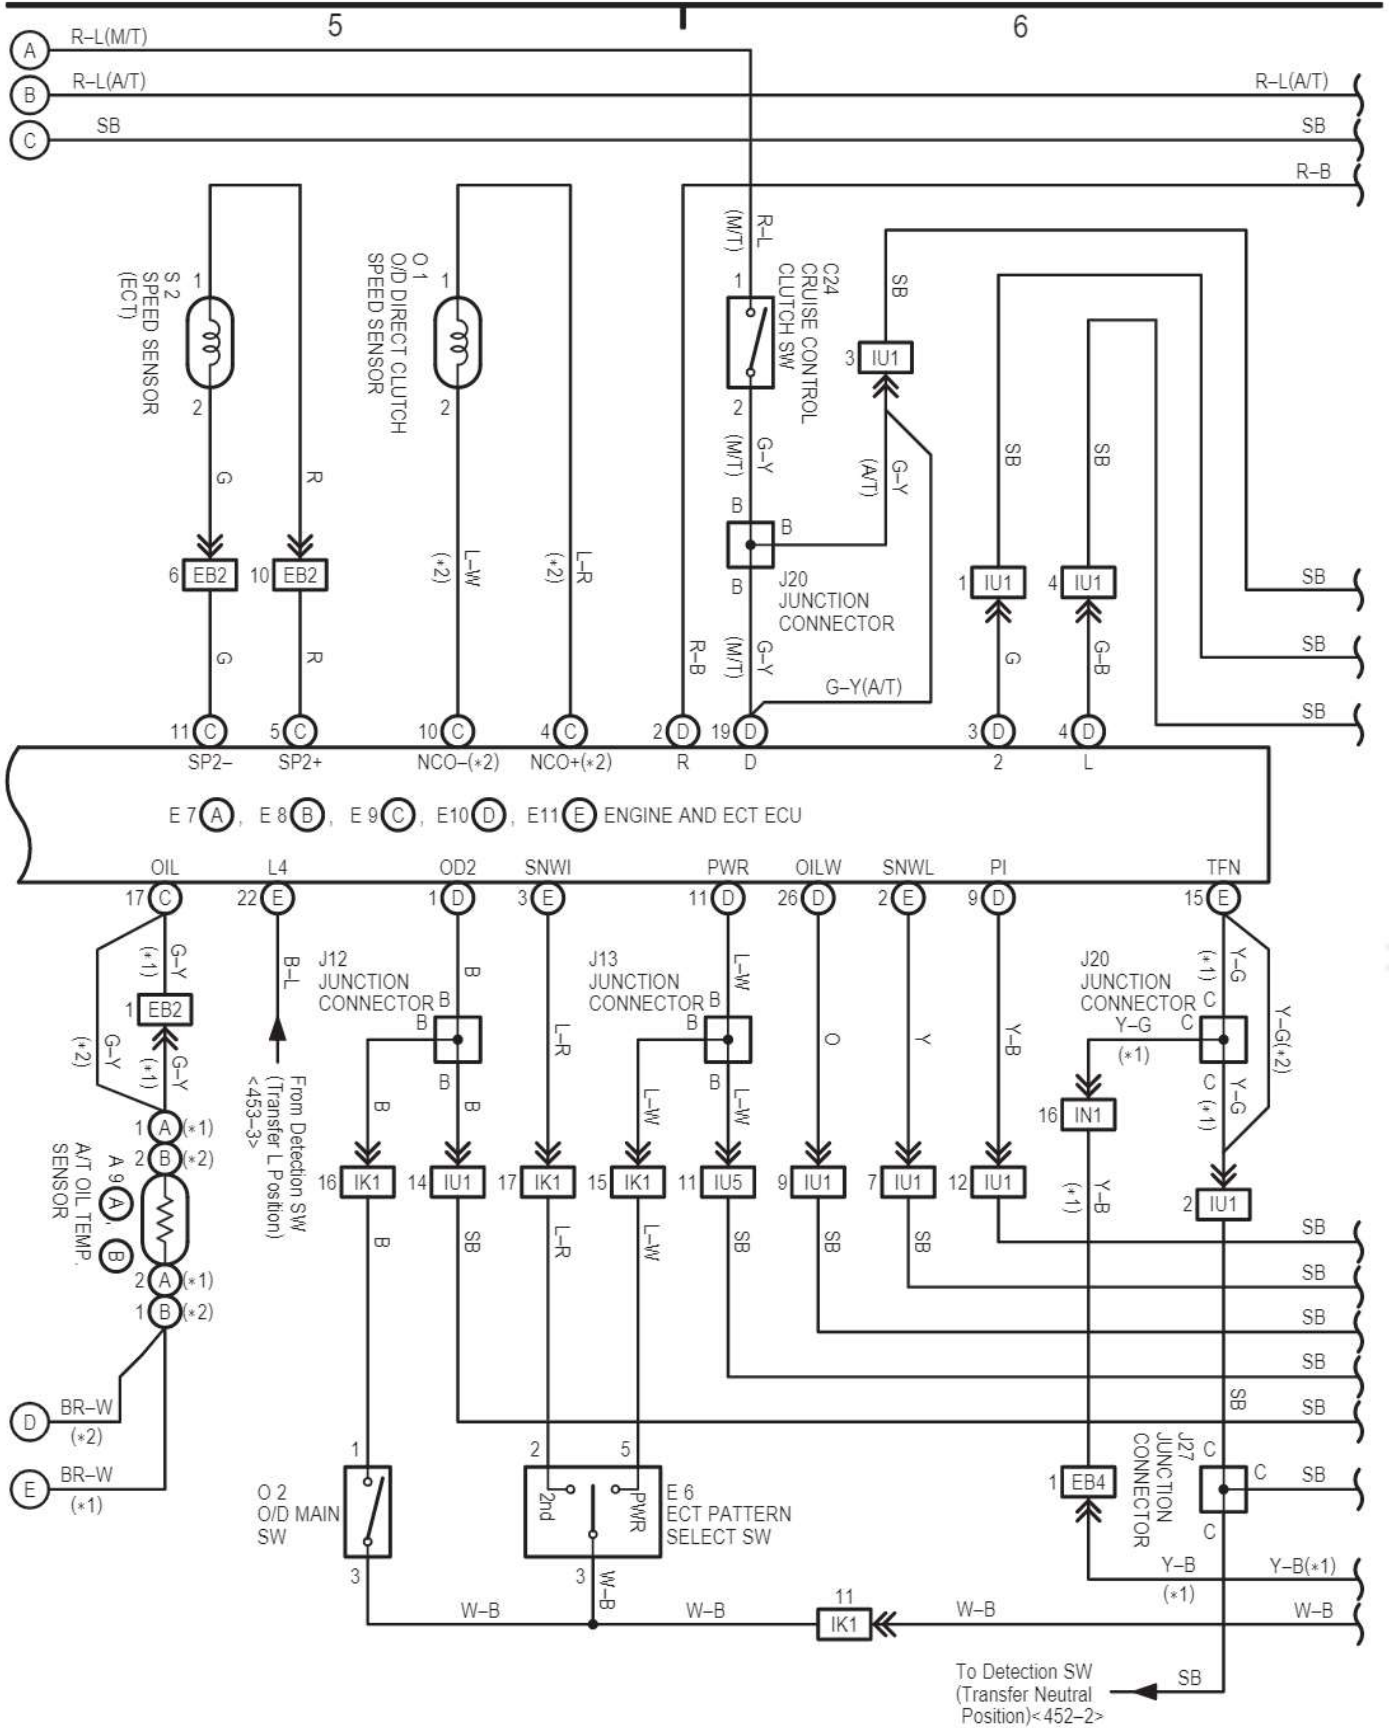 5
6
A
R–L(M/T)
B
R–L(A/T)
R–L(A/T)
C
SB
SB
R–B
S 2
SPEED SENSOR
(ECT)
1
2
G
R
6 EB2
10 EB2
G
R
O 1
O/D DIRECT CLUTCH
SPEED SENSOR
1
2
L–W
(∗2)
L–R
(∗2)
R–B
R–L
(M/T)
C24
CRUISE CONTROL
CLUTCH SW
1
2
G–Y
(M/T)
B
B
B
J20
JUNCTION
CONNECTOR
G–Y
(M/T)
SB
3 IU1
G–Y
(A/T)
G–Y(A/T)
SB
SB
1 IU1
4 IU1
G
G–B
SB
SB
SB
11 C
5 C
10 C
4 C
2 D
19 D
3 D
4 D
SP2–
SP2+
NCO–(∗2)
NCO+(∗2)
R
D
2
L
E 7 A , E 8 B , E 9 C , E10 D , E11 E ENGINE AND ECT ECU
OIL
L4
OD2
SNWI
PWR
OILW
SNWL
PI
TFN
17 C
22 E
1 D
3 E
11 D
26 D
2 E
9 D
15 E
G–Y
(∗1)
1 EB2
G–Y
(∗2)
G–Y
(∗1)
1 A (∗1)
2 B (∗2)
A 9 A , B
A/T OIL TEMP.
SENSOR
2 A (∗1)
1 B (∗2)
D
BR–W
(∗2)
E
BR–W
(∗1)
B–L
From Detection SW
(Transfer L Position)
<453–3>
J12
JUNCTION
CONNECTOR
B
B
B
B
B
B
16 IK1
14 IU1
B
SB
L–R
17 IK1
L–R
J13
JUNCTION
CONNECTOR
L–W
B
B
B
L–W
L–W
15 IK1
11 IU5
L–W
SB
O
9 IU1
SB
Y
7 IU1
SB
Y–B
12 IU1
J20
JUNCTION
CONNECTOR
Y–G
(∗1)
C
C
C
Y–G
(∗1)
Y–G
(∗1)
Y–G(∗2)
16 IN1
Y–B
(∗1)
2 IU1
SB
SB
SB
SB
SB
SB
1
O 2
O/D MAIN
SW
3
2
5
2nd
PWR
E 6
ECT PATTERN
SELECT SW
3
W–B
1 EB4
J27
JUNCTION
CONNECTOR
C
C
C
SB
Y–B
(∗1)
Y–B(∗1)
W–B
W–B
11
IK1
W–B
W–B
To Detection SW
(Transfer Neutral
Position)<452–2>
SB